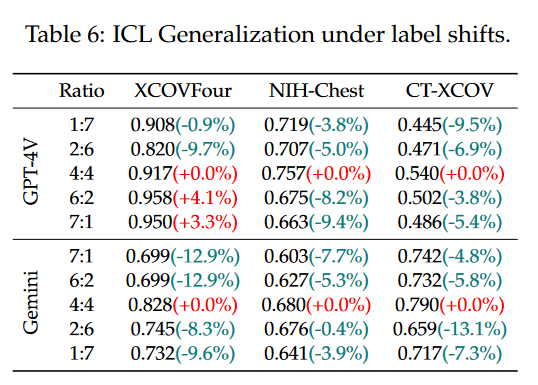 Table 6: ICL Generalization under label shifts.
Ratio XCOVFour NIH-Chest CT-XCOV
GPT-4V
1:7 0.908(-0.9%) 0.719(-3.8%) 0.445(-9.5%)
2:6 0.820(-9.7%) 0.707(-5.0%) 0.471(-6.9%)
4:4 0.917(+0.0%) 0.757(+0.0%) 0.540(+0.0%)
6:2 0.958(+4.1%) 0.675(-8.2%) 0.502(-3.8%)
7:1 0.950(+3.3%) 0.663(-9.4%) 0.486(-5.4%)
Gemini
7:1 0.699(-12.9%) 0.603(-7.7%) 0.742(-4.8%)
6:2 0.699(-12.9%) 0.627(-5.3%) 0.732(-5.8%)
4:4 0.828(+0.0%) 0.680(+0.0%) 0.790(+0.0%)
2:6 0.745(-8.3%) 0.676(-0.4%) 0.659(-13.1%)
1:7 0.732(-9.6%) 0.641(-3.9%) 0.717(-7.3%)